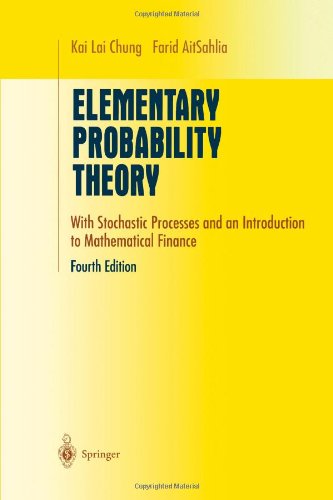 Kai Lai Chung Farid AitSahlia
ELEMENTARY
PROBABILITY
THEORY
With Stochastic Processes and an Introduction
to Mathematical Finance
Fourth Edition
Springer